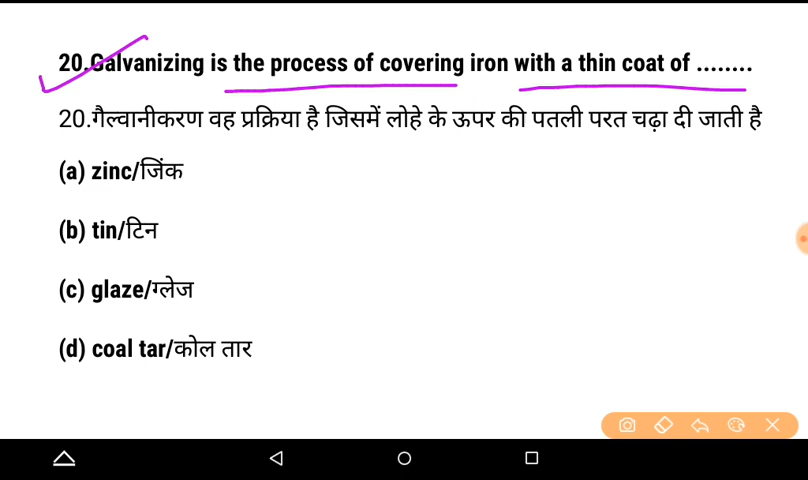 20.Galvanizing is the process of covering iron with a thin coat of ........
20.गैल्वानीकरण वह प्रक्रिया है जिसमें लोहे के ऊपर की पतली परत चढ़ा दी जाती है
(a) zinc/जिंक
(b) tin/टिन
(c) glaze/ग्लेज
(d) coal tar/कोल तार